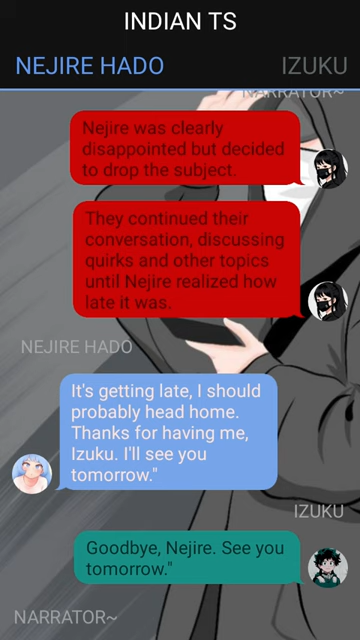 INDIAN TS
NEJIRE HADO
IZUKU
NARRATOR~
Nejire was clearly
disappointed but decided
to drop the subject.
They continued their
conversation, discussing
quirks and other topics
until Nejire realized how
late it was.
NEJIRE HADO
It's getting late, I should
probably head home.
Thanks for having me,
Izuku. I'll see you
tomorrow."
IZUKU
Goodbye, Nejire. See you
tomorrow."
NARRATOR~